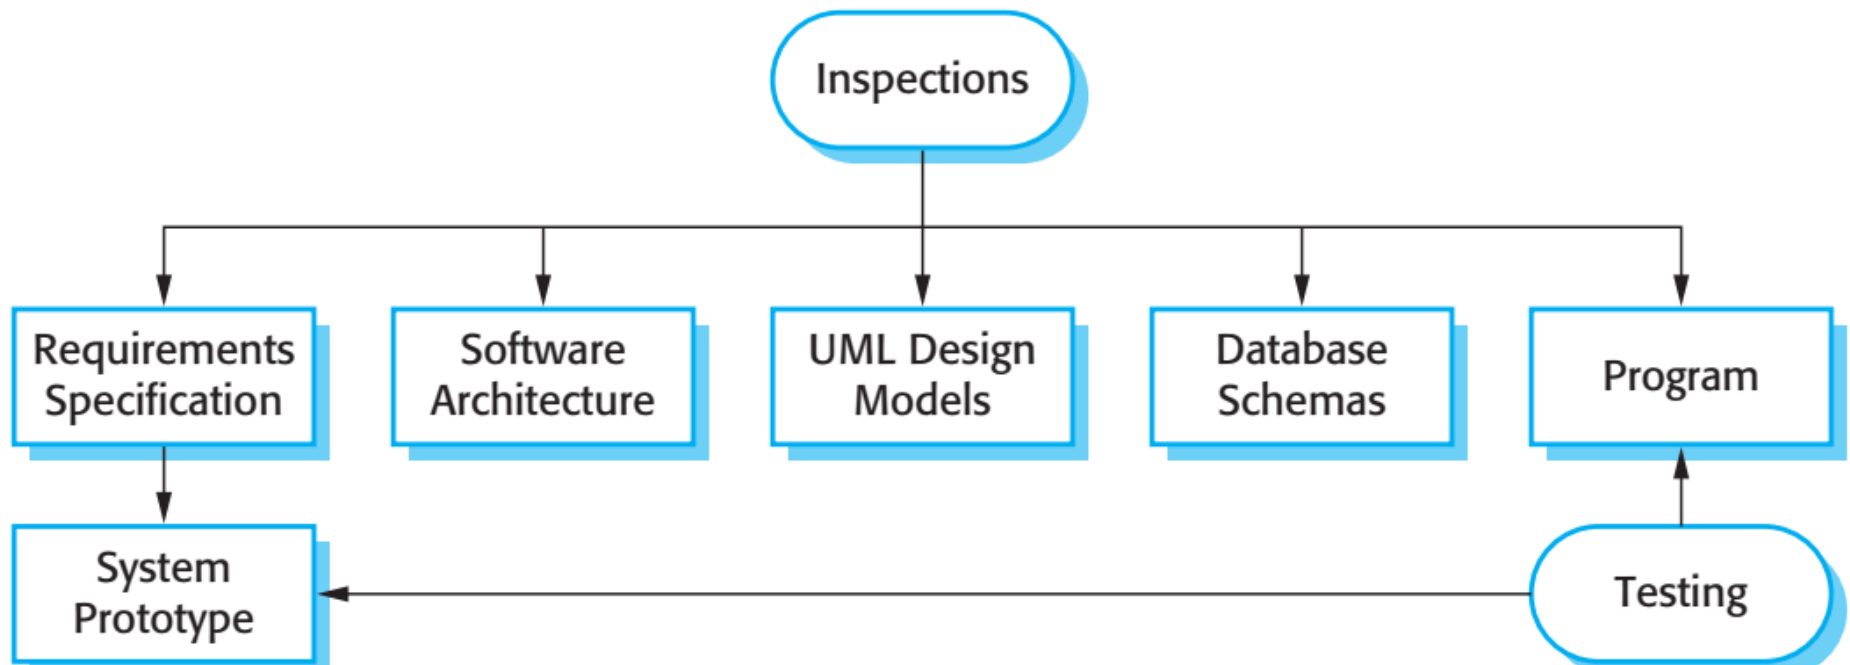 Inspections
Requirements
Specification
Software
Architecture
UML Design
Models
Database
Schemas
Program
System
Prototype
Testing